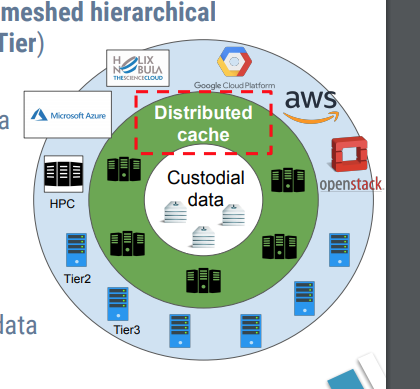 meshed hierarchical
Tier)
HELIX
NEBULA
THE SCIENCE CLOUD
Google Cloud Platform
aws
Microsoft Azure
a
Distributed
cache
openstack
HPC
Custodial
data
Tier2
Tier3
data